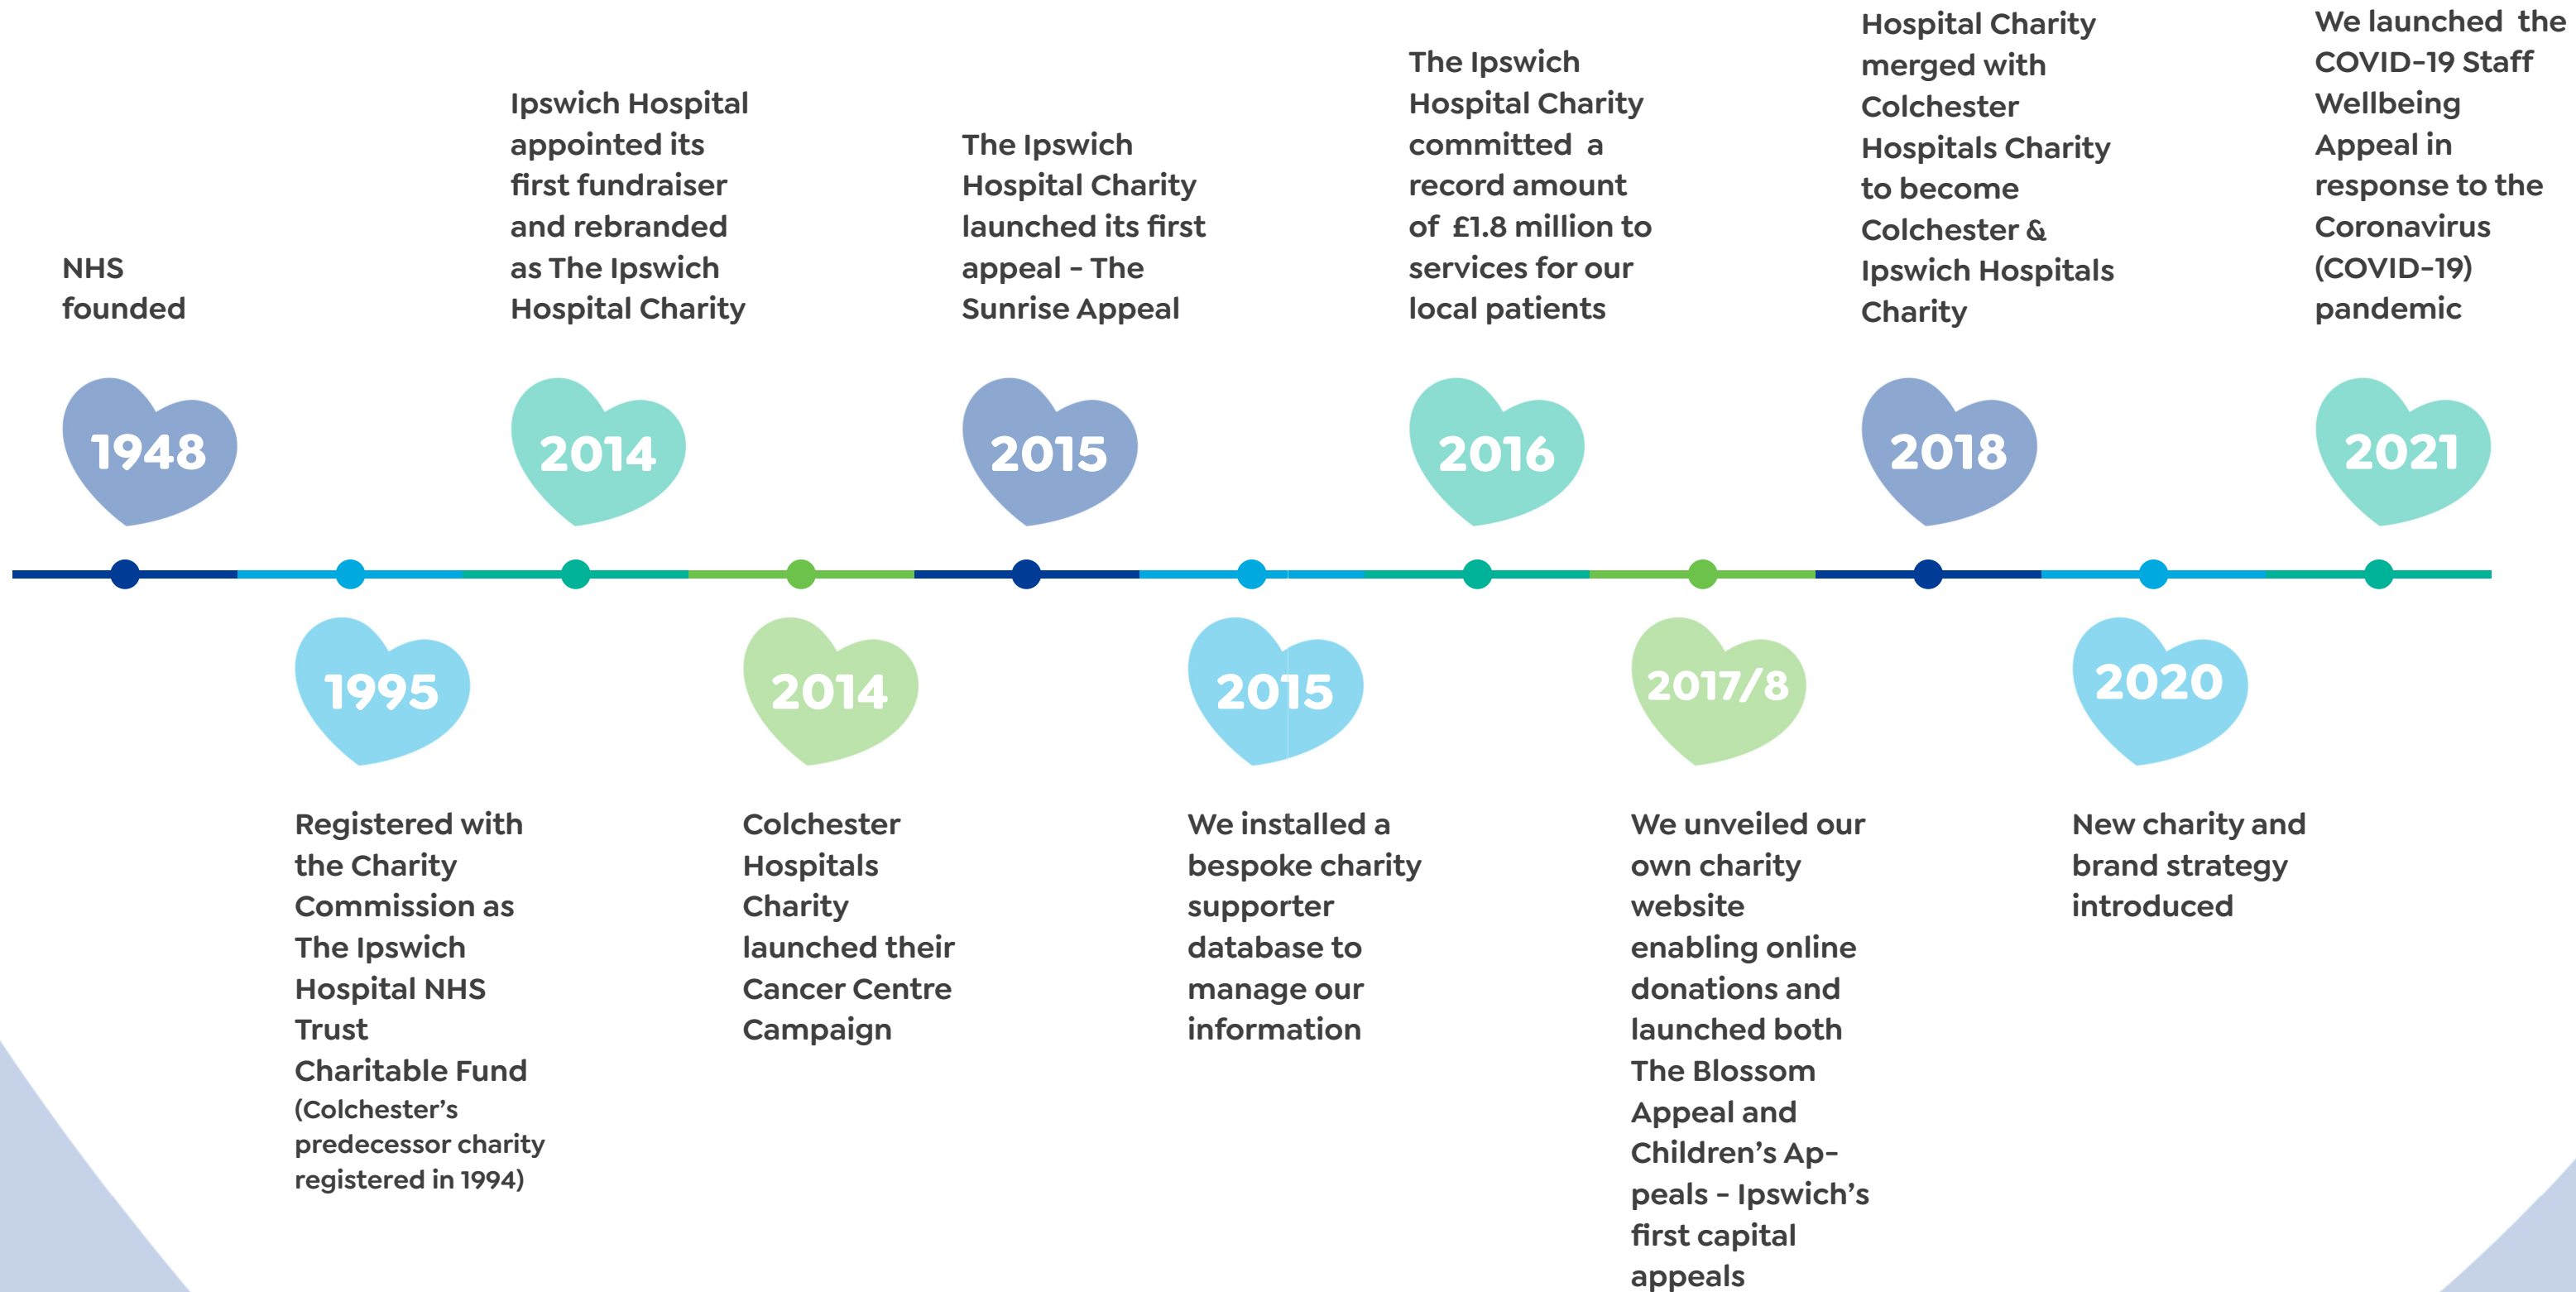 NHS
founded
1948
Registered with
the Charity
Commission as
The Ipswich
Hospital NHS
Trust
Charitable Fund
(Colchester’s
predecessor charity
registered in 1994)
1995
Ipswich Hospital
appointed its
first fundraiser
and rebranded
as The Ipswich
Hospital Charity
2014
2014
Colchester
Hospitals
Charity
launched their
Cancer Centre
Campaign
The Ipswich
Hospital Charity
launched its first
appeal - The
Sunrise Appeal
2015
2015
We installed a
bespoke charity
supporter
database to
manage our
information
The Ipswich
Hospital Charity
committed  a
record amount
of  £1.8 million to
services for our
local patients
2016
2017/8
We unveiled our
own charity
website
enabling online
donations and
launched both
The Blossom
Appeal and
Children’s Ap-
peals - Ipswich’s
first capital
appeals
Hospital Charity
merged with
Colchester
Hospitals Charity
to become
Colchester &
Ipswich Hospitals
Charity
2018
2020
New charity and
brand strategy
introduced
We launched  the
COVID-19 Staff
Wellbeing
Appeal in
response to the
Coronavirus
(COVID-19)
pandemic
2021